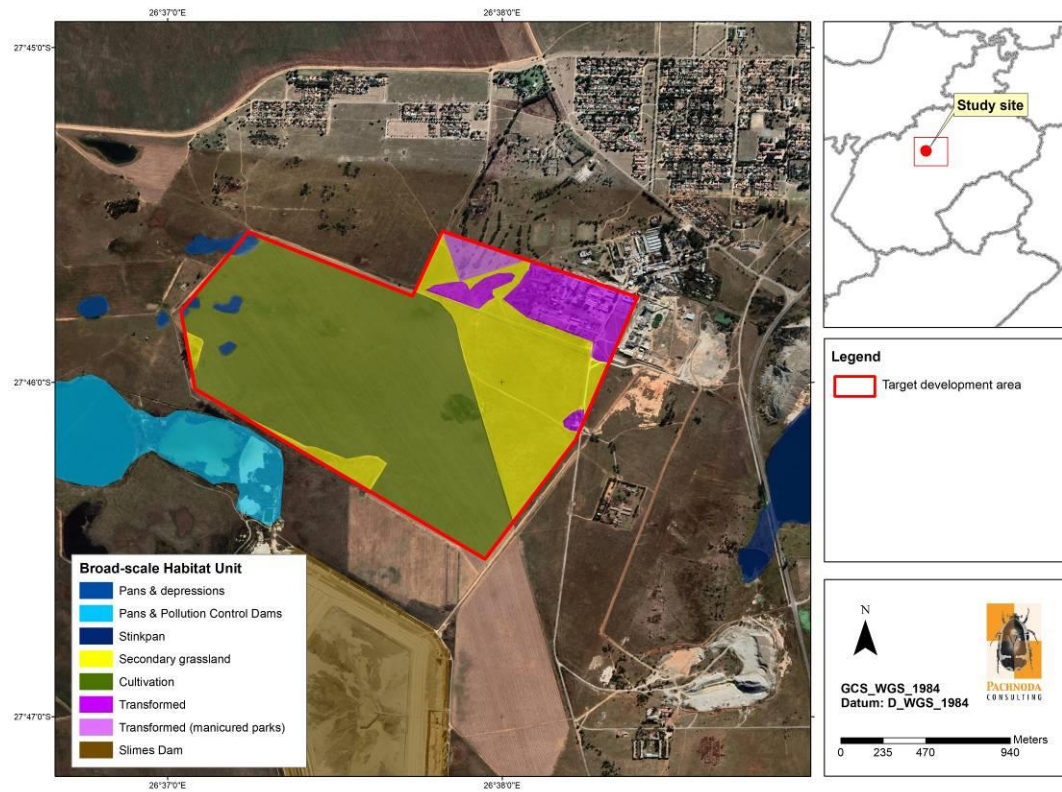 26°37'0"E
26°38'0"E
27°45'0"S
27°46'0"S
27°47'0"S
26°37'0"E
26°38'0"E
Broad-scale Habitat Unit
Pans & depressions
Pans & Pollution Control Dams
Stinkpan
Secondary grassland
Cultivation
Transformed
Transformed (manicured parks)
Slimes Dam
Study site
Legend
Target development area
N
GCS_WGS_1984
Datum: D_WGS_1984
PACHNODA
CONSULTING
Meters
0 235 470 940